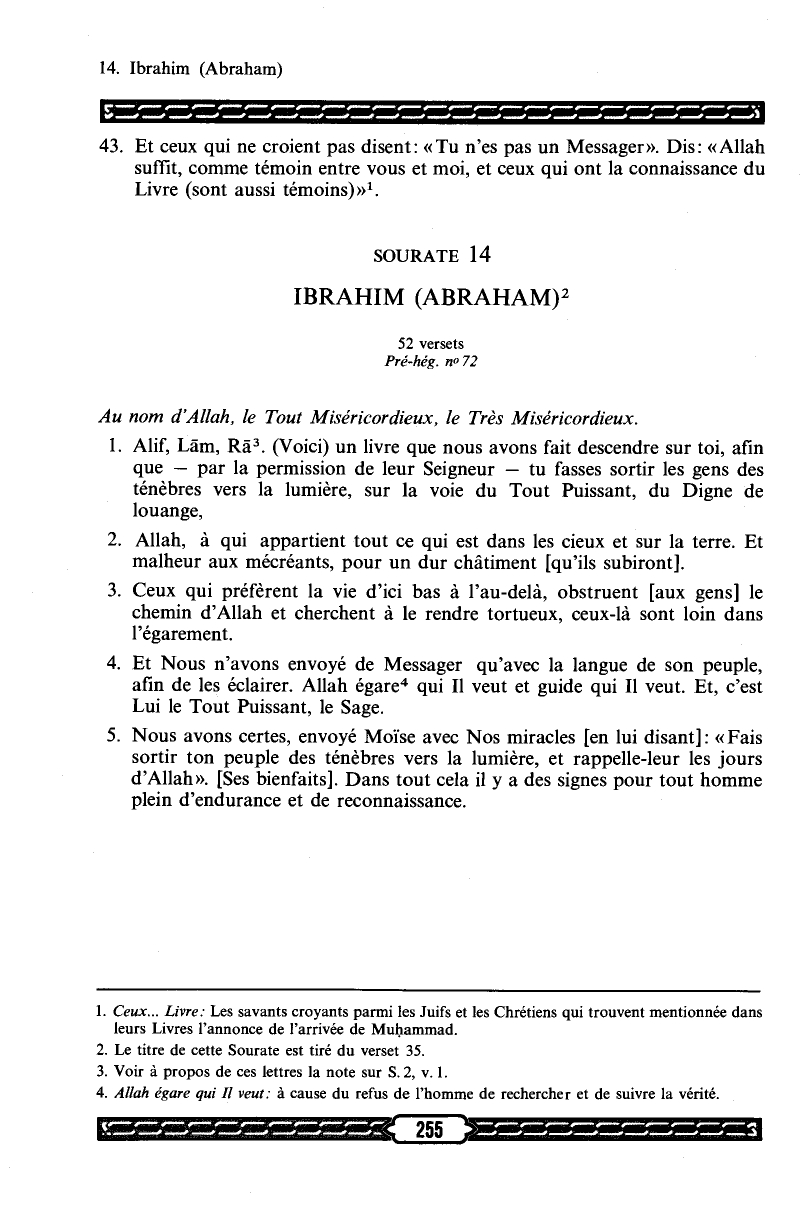 14. Ibrahim (Abraham)
43. Et ceux qui ne croient pas disent: «Tu n'es pas un Messager». Dis: «Allah
suffit, comme témoin entre vous et moi, et ceux qui ont la connaissance du
Livre (sont aussi témoins)»¹.
SOURATE 14
IBRAHIM (ABRAHAM)²
52 versets
Pré-hég. nº 72
Au nom d'Allah, le Tout Miséricordieux, le Très Miséricordieux.
1. Alif, Lām, Rā³. (Voici) un livre que nous avons fait descendre sur toi, afin
que — par la permission de leur Seigneur — tu fasses sortir les gens des
ténèbres vers la lumière, sur la voie du Tout Puissant, du Digne de
louange,
2. Allah, à qui appartient tout ce qui est dans les cieux et sur la terre. Et
malheur aux mécréants, pour un dur châtiment [qu'ils subiront].
3. Ceux qui préfèrent la vie d'ici bas à l'au-delà, obstruent [aux gens] le
chemin d'Allah et cherchent à le rendre tortueux, ceux-là sont loin dans
l'égarement.
4. Et Nous n'avons envoyé de Messager qu'avec la langue de son peuple,
afin de les éclairer. Allah égare⁴ qui Il veut et guide qui Il veut. Et, c'est
Lui le Tout Puissant, le Sage.
5. Nous avons certes, envoyé Moïse avec Nos miracles [en lui disant]: «Fais
sortir ton peuple des ténèbres vers la lumière, et rappelle-leur les jours
d'Allah». [Ses bienfaits]. Dans tout cela il y a des signes pour tout homme
plein d'endurance et de reconnaissance.
1. Ceux... Livre: Les savants croyants parmi les Juifs et les Chrétiens qui trouvent mentionnée dans
leurs Livres l'annonce de l'arrivée de Muḥammad.
2. Le titre de cette Sourate est tiré du verset 35.
3. Voir à propos de ces lettres la note sur S. 2, v. 1.
4. Allah égare qui Il veut: à cause du refus de l'homme de rechercher et de suivre la vérité.
255